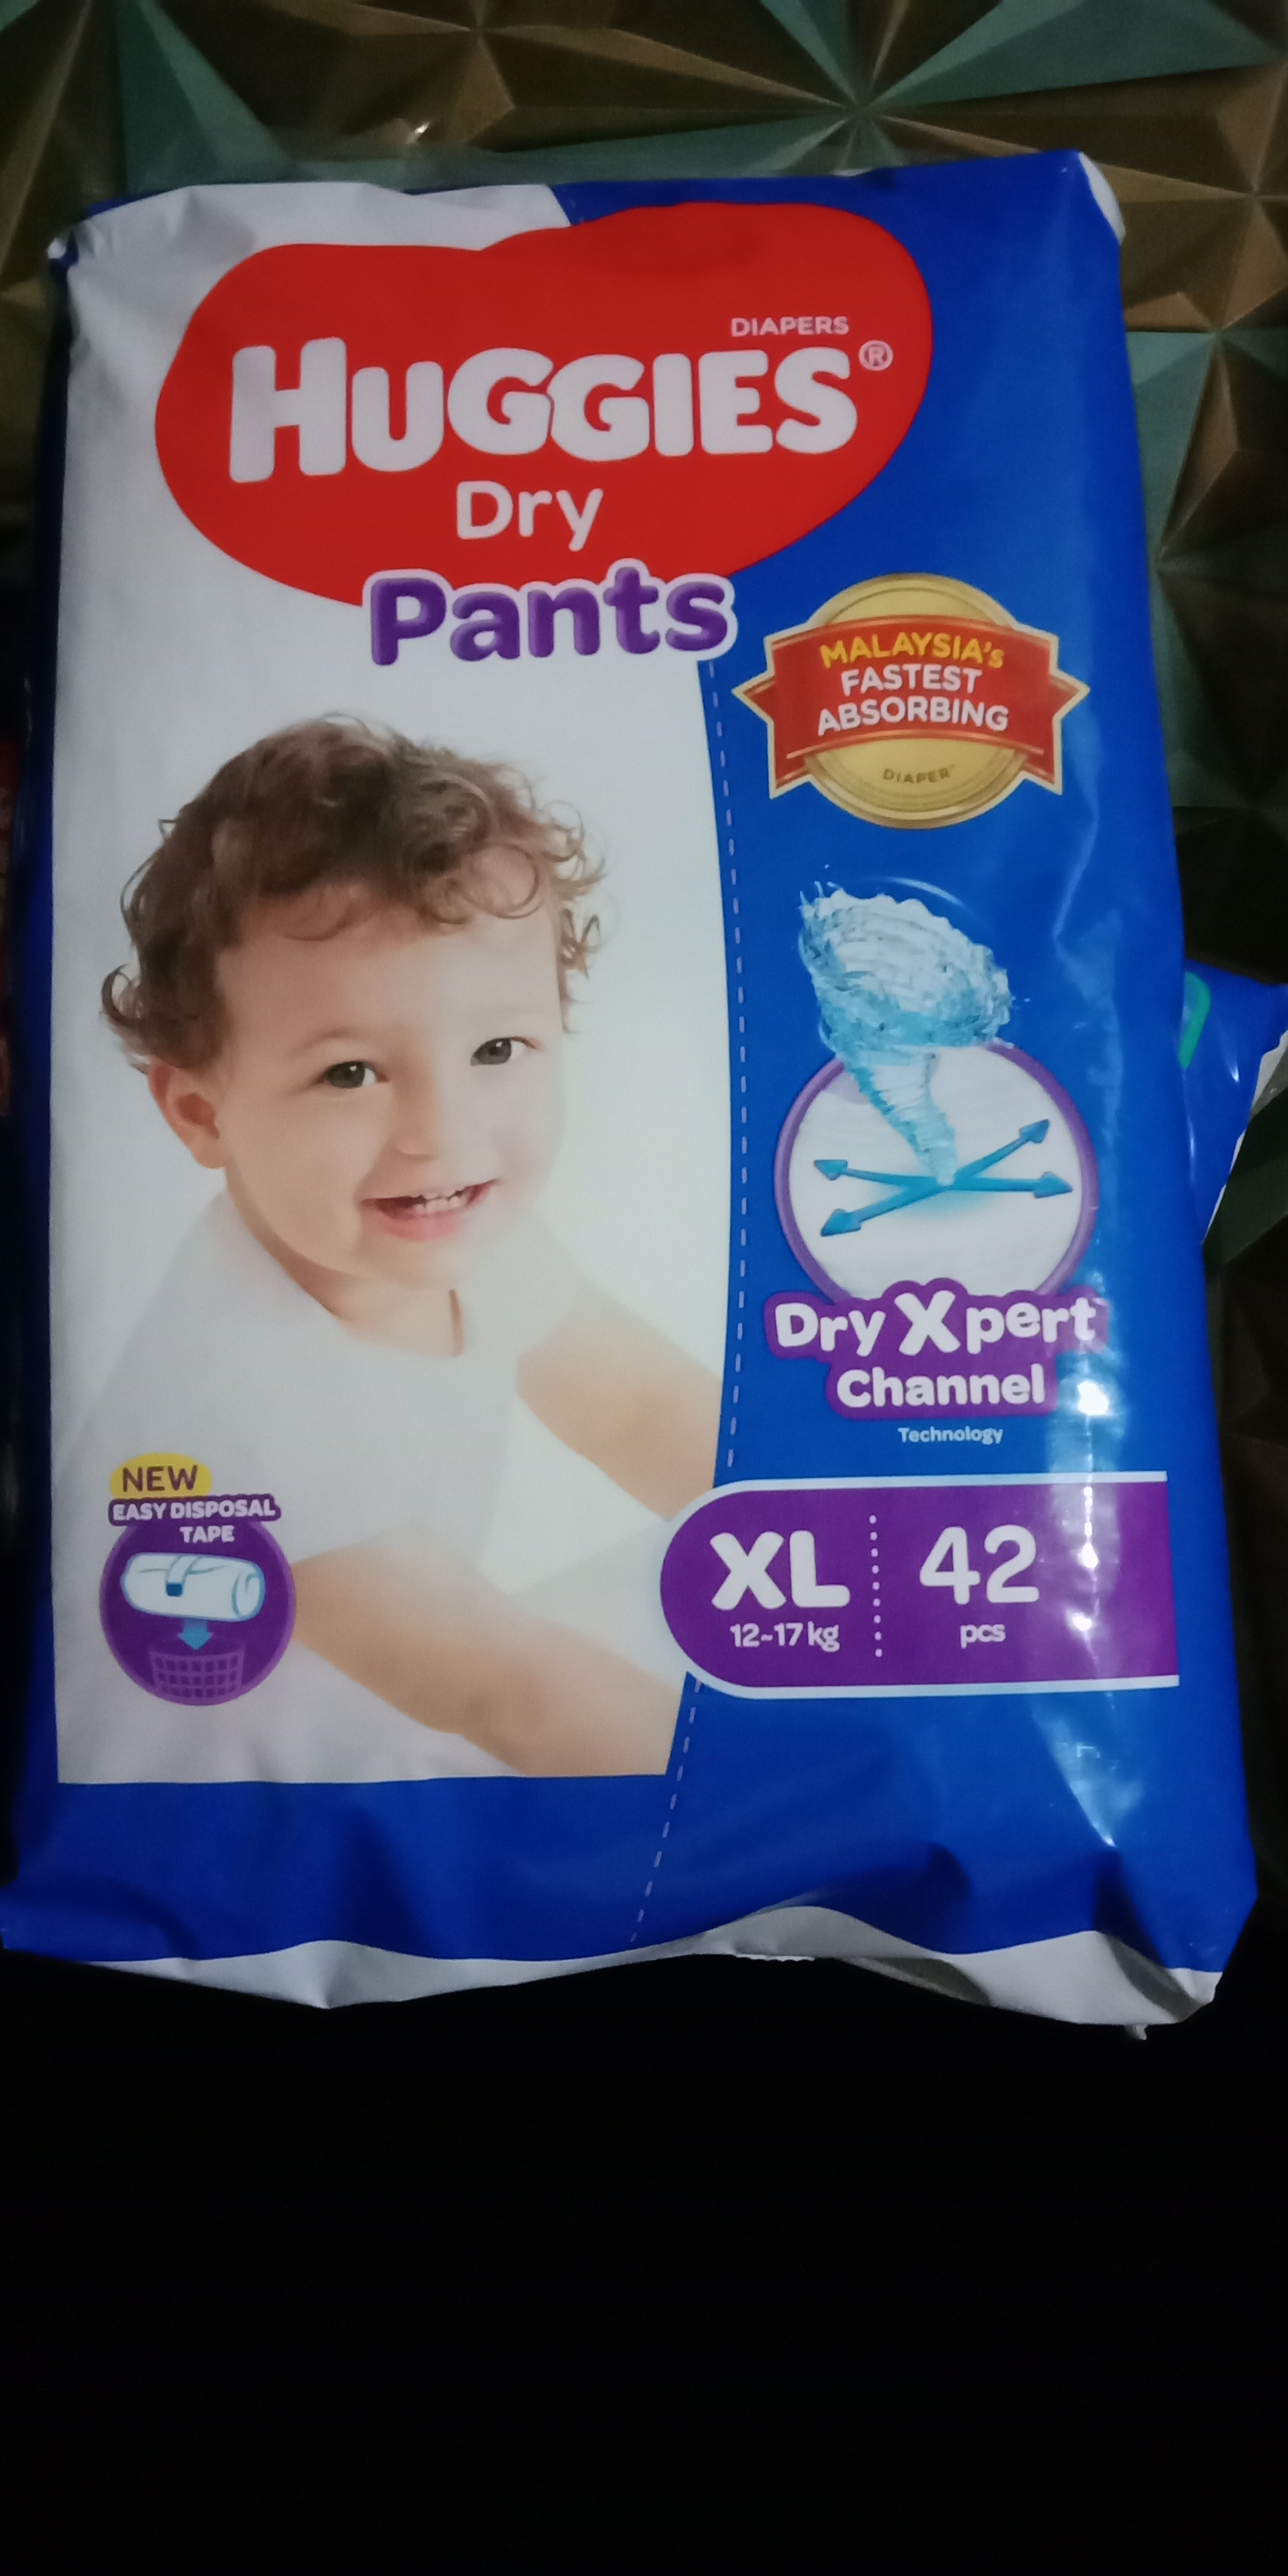 DIAPERS
HUGGIES®
Dry
Pants
MALAYSIA's
FASTEST
ABSORBING
DIAPER
Dry Xpert
Channel
Technology
NEW
EASY DISPOSAL
TAPE
XL 42
12~17 kg pcs